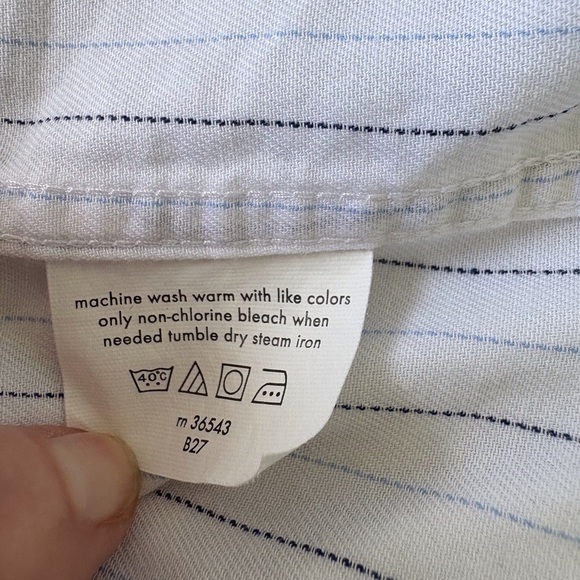 machine wash warm with like colors
only non-chlorine bleach when
needed tumble dry steam iron
40°C
rn 36543
B27